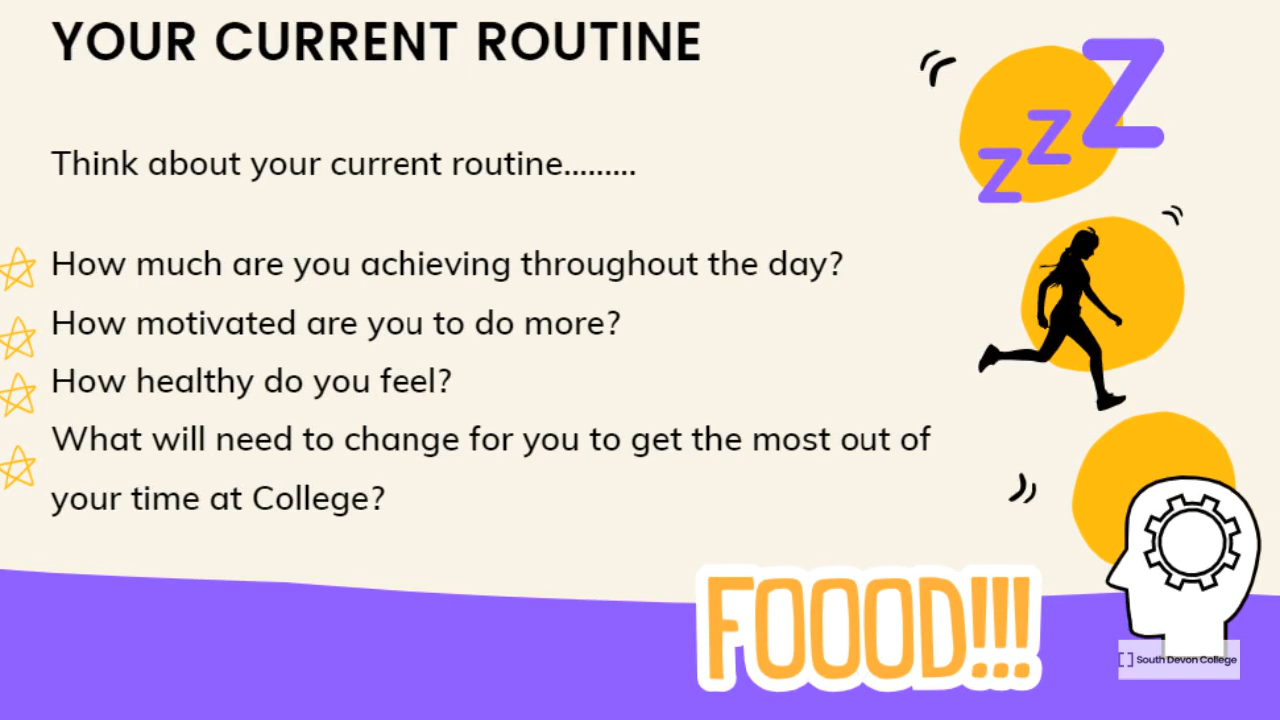 YOUR CURRENT ROUTINE
Think about your current routine.........
How much are you achieving throughout the day?
How motivated are you to do more?
How healthy do you feel?
What will need to change for you to get the most out of
your time at College?
z z Z
FOOOD!!!
South Devon College